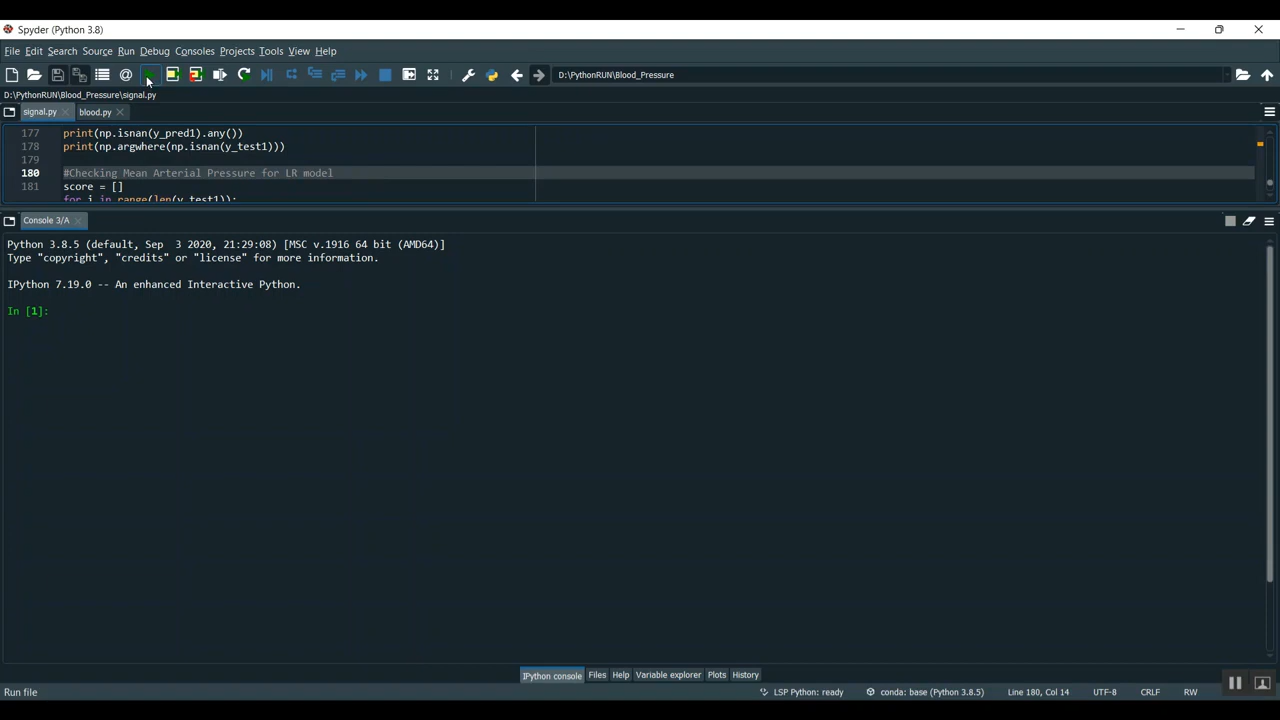 Spyder (Python 3.8)
File Edit Search Source Run Debug Consoles Projects Tools View Help
D:\PythonRUN\Blood_Pressure
D:\PythonRUN\Blood_Pressure\signal.py
signal.py blood.py
177 print(np.isnan(y_pred1).any())
178 print(np.argwhere(np.isnan(y_test1)))
179
180 #Checking Mean Arterial Pressure for LR model
181 score = []
for i in range(len(y_test1)):
Console 3/A
Python 3.8.5 (default, Sep  3 2020, 21:29:08) [MSC v.1916 64 bit (AMD64)]
Type "copyright", "credits" or "license" for more information.
IPython 7.19.0 -- An enhanced Interactive Python.
In [1]:
IPython console Files Help Variable explorer Plots History
Run file LSP Python: ready conda: base (Python 3.8.5) Line 180, Col 14 UTF-8 CRLF RW